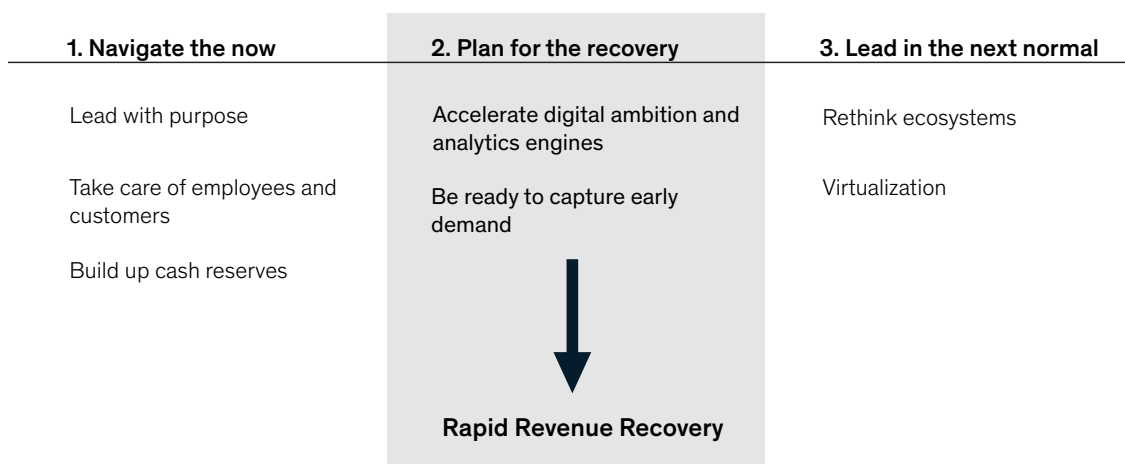 1. Navigate the now
Lead with purpose
Take care of employees and
customers
Build up cash reserves
2. Plan for the recovery
Accelerate digital ambition and
analytics engines
Be ready to capture early
demand
Rapid Revenue Recovery
3. Lead in the next normal
Rethink ecosystems
Virtualization